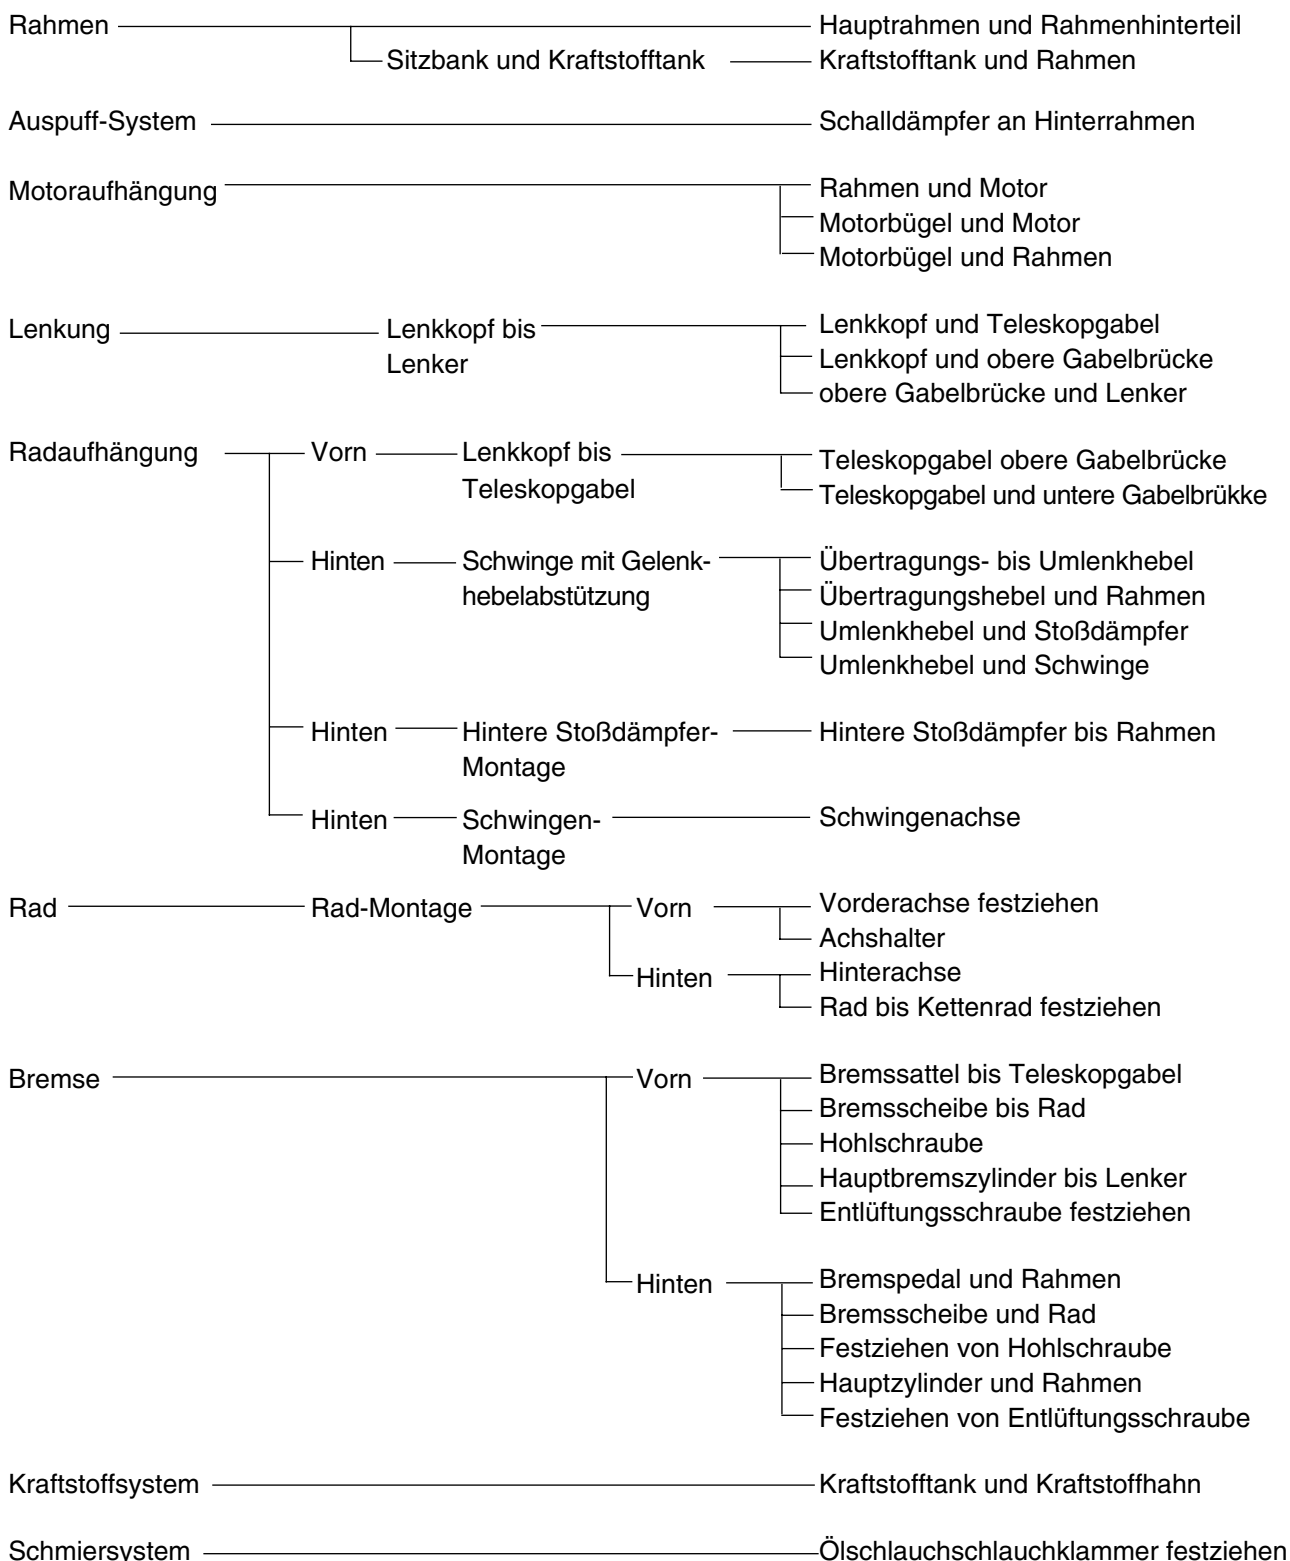 Rahmen Hauptrahmen und Rahmenhinterteil
Sitzbank und Kraftstofftank Kraftstofftank und Rahmen
Auspuff-System Schalldämpfer an Hinterrahmen
Motoraufhängung Rahmen und Motor
Motorbügel und Motor
Motorbügel und Rahmen
Lenkung Lenkkopf bis Lenkkopf und Teleskopgabel
Lenker Lenkkopf und obere Gabelbrücke
obere Gabelbrücke und Lenker
Radaufhängung Vorn Lenkkopf bis Teleskopgabel obere Gabelbrücke
Teleskopgabel Teleskopgabel und untere Gabelbrükke
Hinten Schwinge mit Gelenk- Übertragungs- bis Umlenkhebel
hebelabstützung Übertragungshebel und Rahmen
Umlenkhebel und Stoßdämpfer
Umlenkhebel und Schwinge
Hinten Hintere Stoßdämpfer- Hintere Stoßdämpfer bis Rahmen
Montage
Hinten Schwingen- Schwingenachse
Montage
Rad Rad-Montage Vorn Vorderachse festziehen
Achshalter
Hinten Hinterachse
Rad bis Kettenrad festziehen
Bremse Vorn Bremssattel bis Teleskopgabel
Bremsscheibe bis Rad
Hohlschraube
Hauptbremszylinder bis Lenker
Entlüftungsschraube festziehen
Hinten Bremspedal und Rahmen
Bremsscheibe und Rad
Festziehen von Hohlschraube
Hauptzylinder und Rahmen
Festziehen von Entlüftungsschraube
Kraftstoffsystem Kraftstofftank und Kraftstoffhahn
Schmiersystem Ölschlauchschlauchklammer festziehen